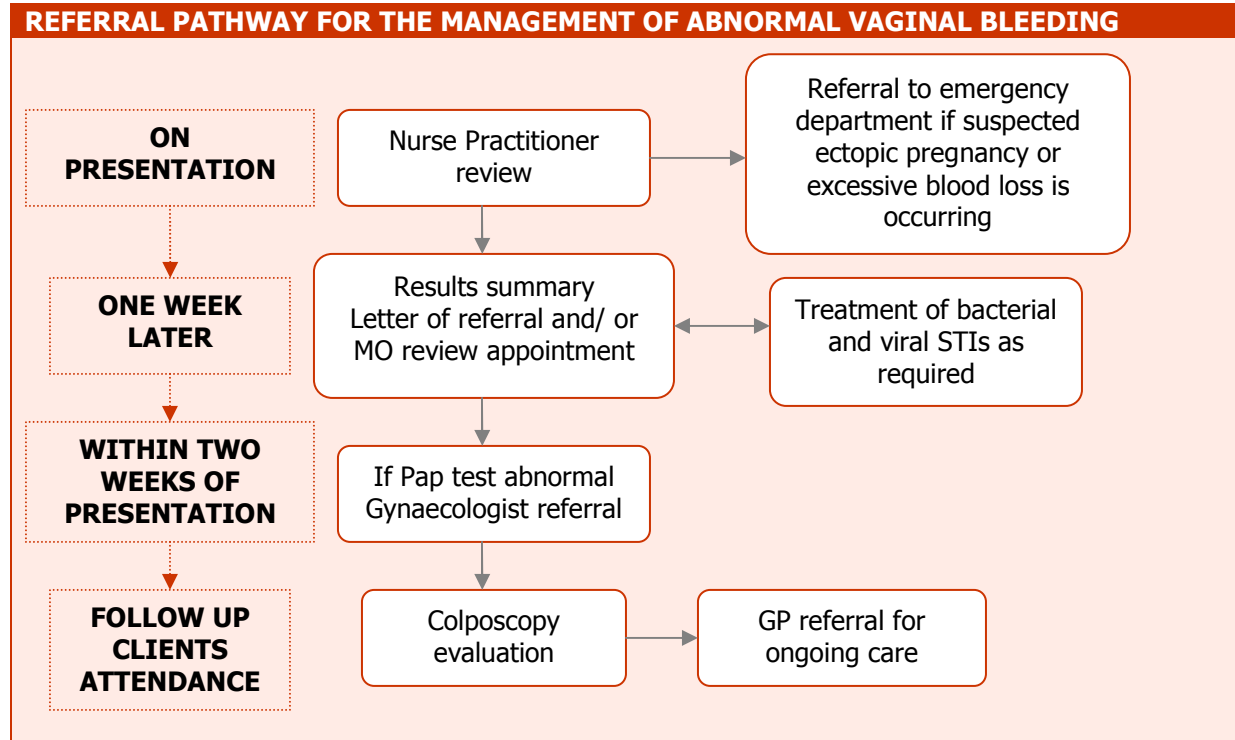 REFERRAL PATHWAY FOR THE MANAGEMENT OF ABNORMAL VAGINAL BLEEDING
ON
PRESENTATION
Nurse Practitioner
review
Referral to emergency
department if suspected
ectopic pregnancy or
excessive blood loss is
occurring
ONE WEEK
LATER
Results summary
Letter of referral and/ or
MO review appointment
Treatment of bacterial
and viral STIs as
required
WITHIN TWO
WEEKS OF
PRESENTATION
If Pap test abnormal
Gynaecologist referral
FOLLOW UP
CLIENTS
ATTENDANCE
Colposcopy
evaluation
GP referral for
ongoing care